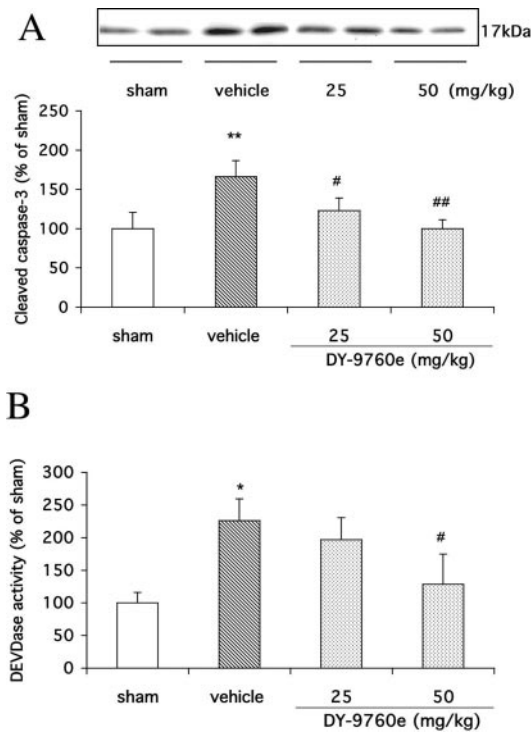 A
17kDa
sham vehicle 25 50 (mg/kg)
Cleaved caspase-3 (% of sham)
250
200
150
100
50
0
**
#
##
sham vehicle 25 50
DY-9760e (mg/kg)
B
DEVDase activity (% of sham)
300
250
200
150
100
50
0
*
#
sham vehicle 25 50
DY-9760e (mg/kg)